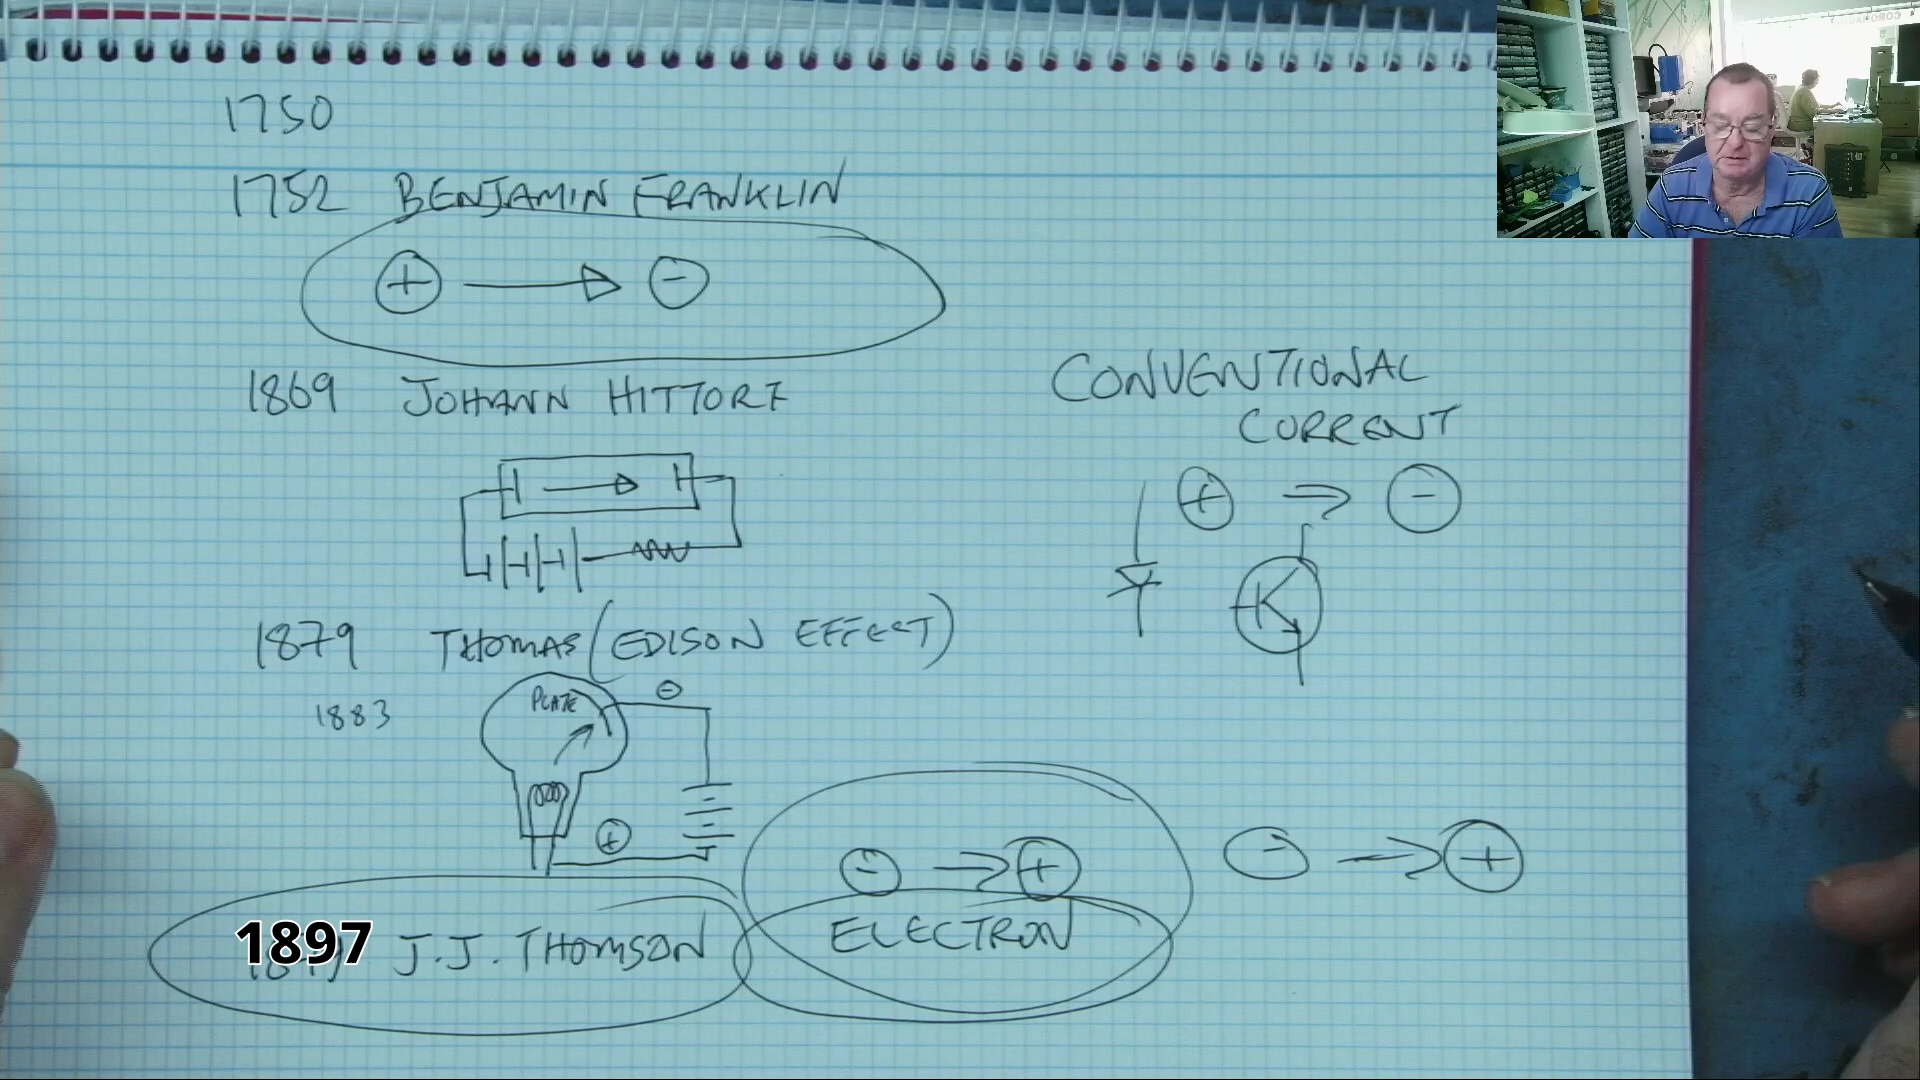 1750
1752 BENJAMIN FRANKLIN
+ -
1869 JOHANN HITTORF
CONVENTIONAL
CURRENT
+ -
1879 THOMAS (EDISON EFFECT)
1883
PLATE
-
+
- +
- +
1897 J.J. THOMSON
ELECTRON